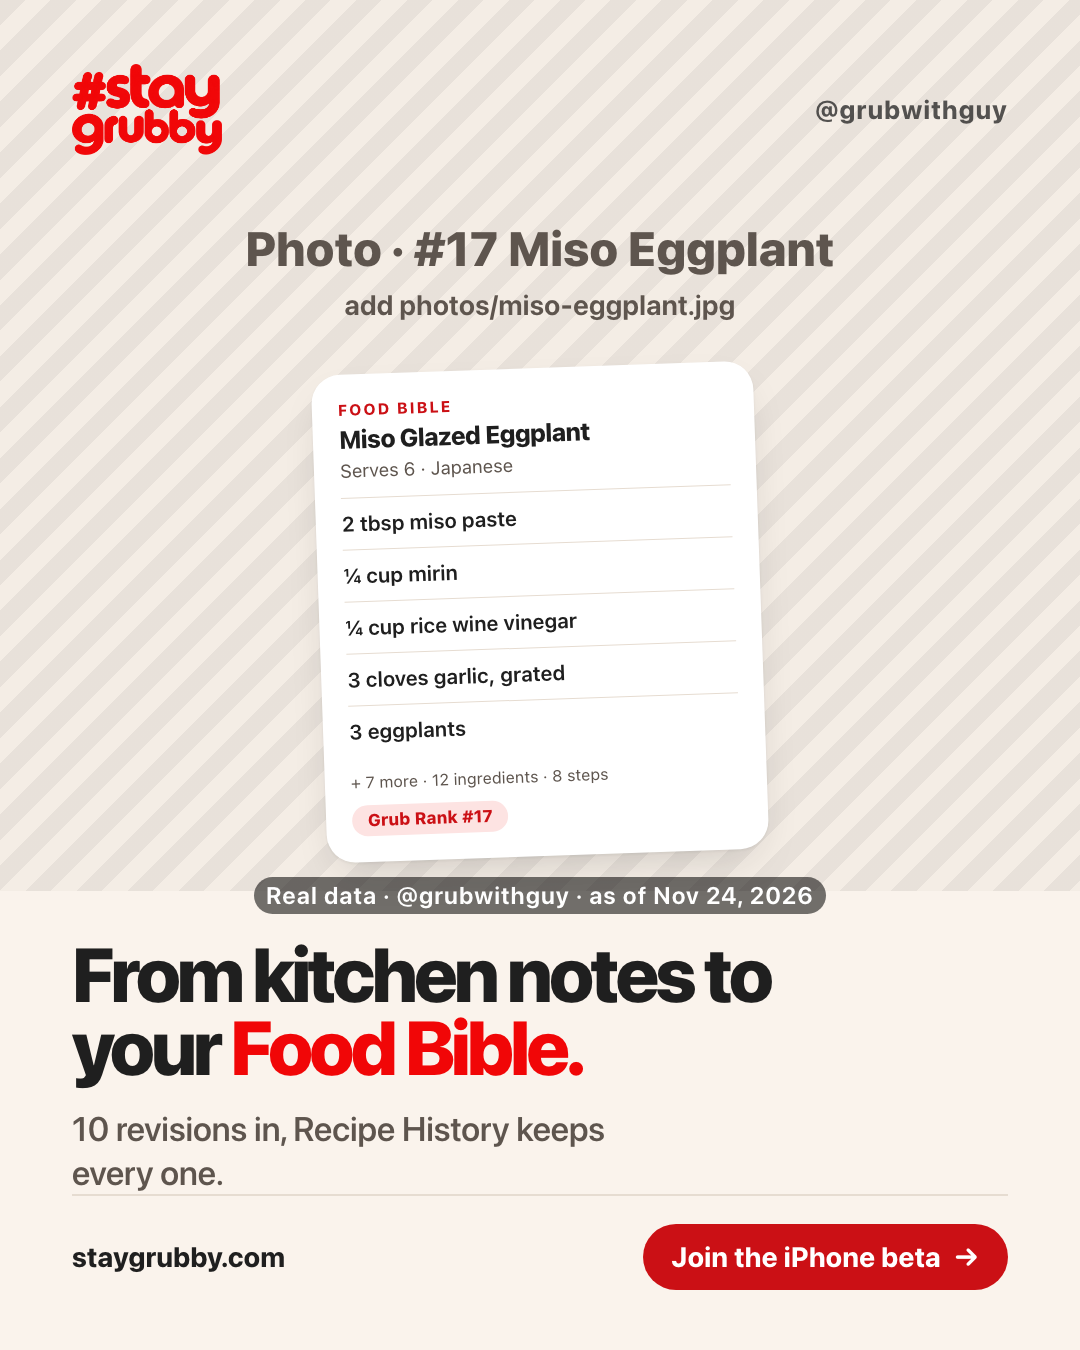 #stay
grubby
@grubwithguy
Photo · #17 Miso Eggplant
add photos/miso-eggplant.jpg
FOOD BIBLE
Miso Glazed Eggplant
Serves 6 · Japanese
2 tbsp miso paste
¼ cup mirin
¼ cup rice wine vinegar
3 cloves garlic, grated
3 eggplants
+ 7 more · 12 ingredients · 8 steps
Grub Rank #17
Real data · @grubwithguy · as of Nov 24, 2026
From kitchen notes to
your Food Bible.
10 revisions in, Recipe History keeps
every one.
staygrubby.com
Join the iPhone beta →